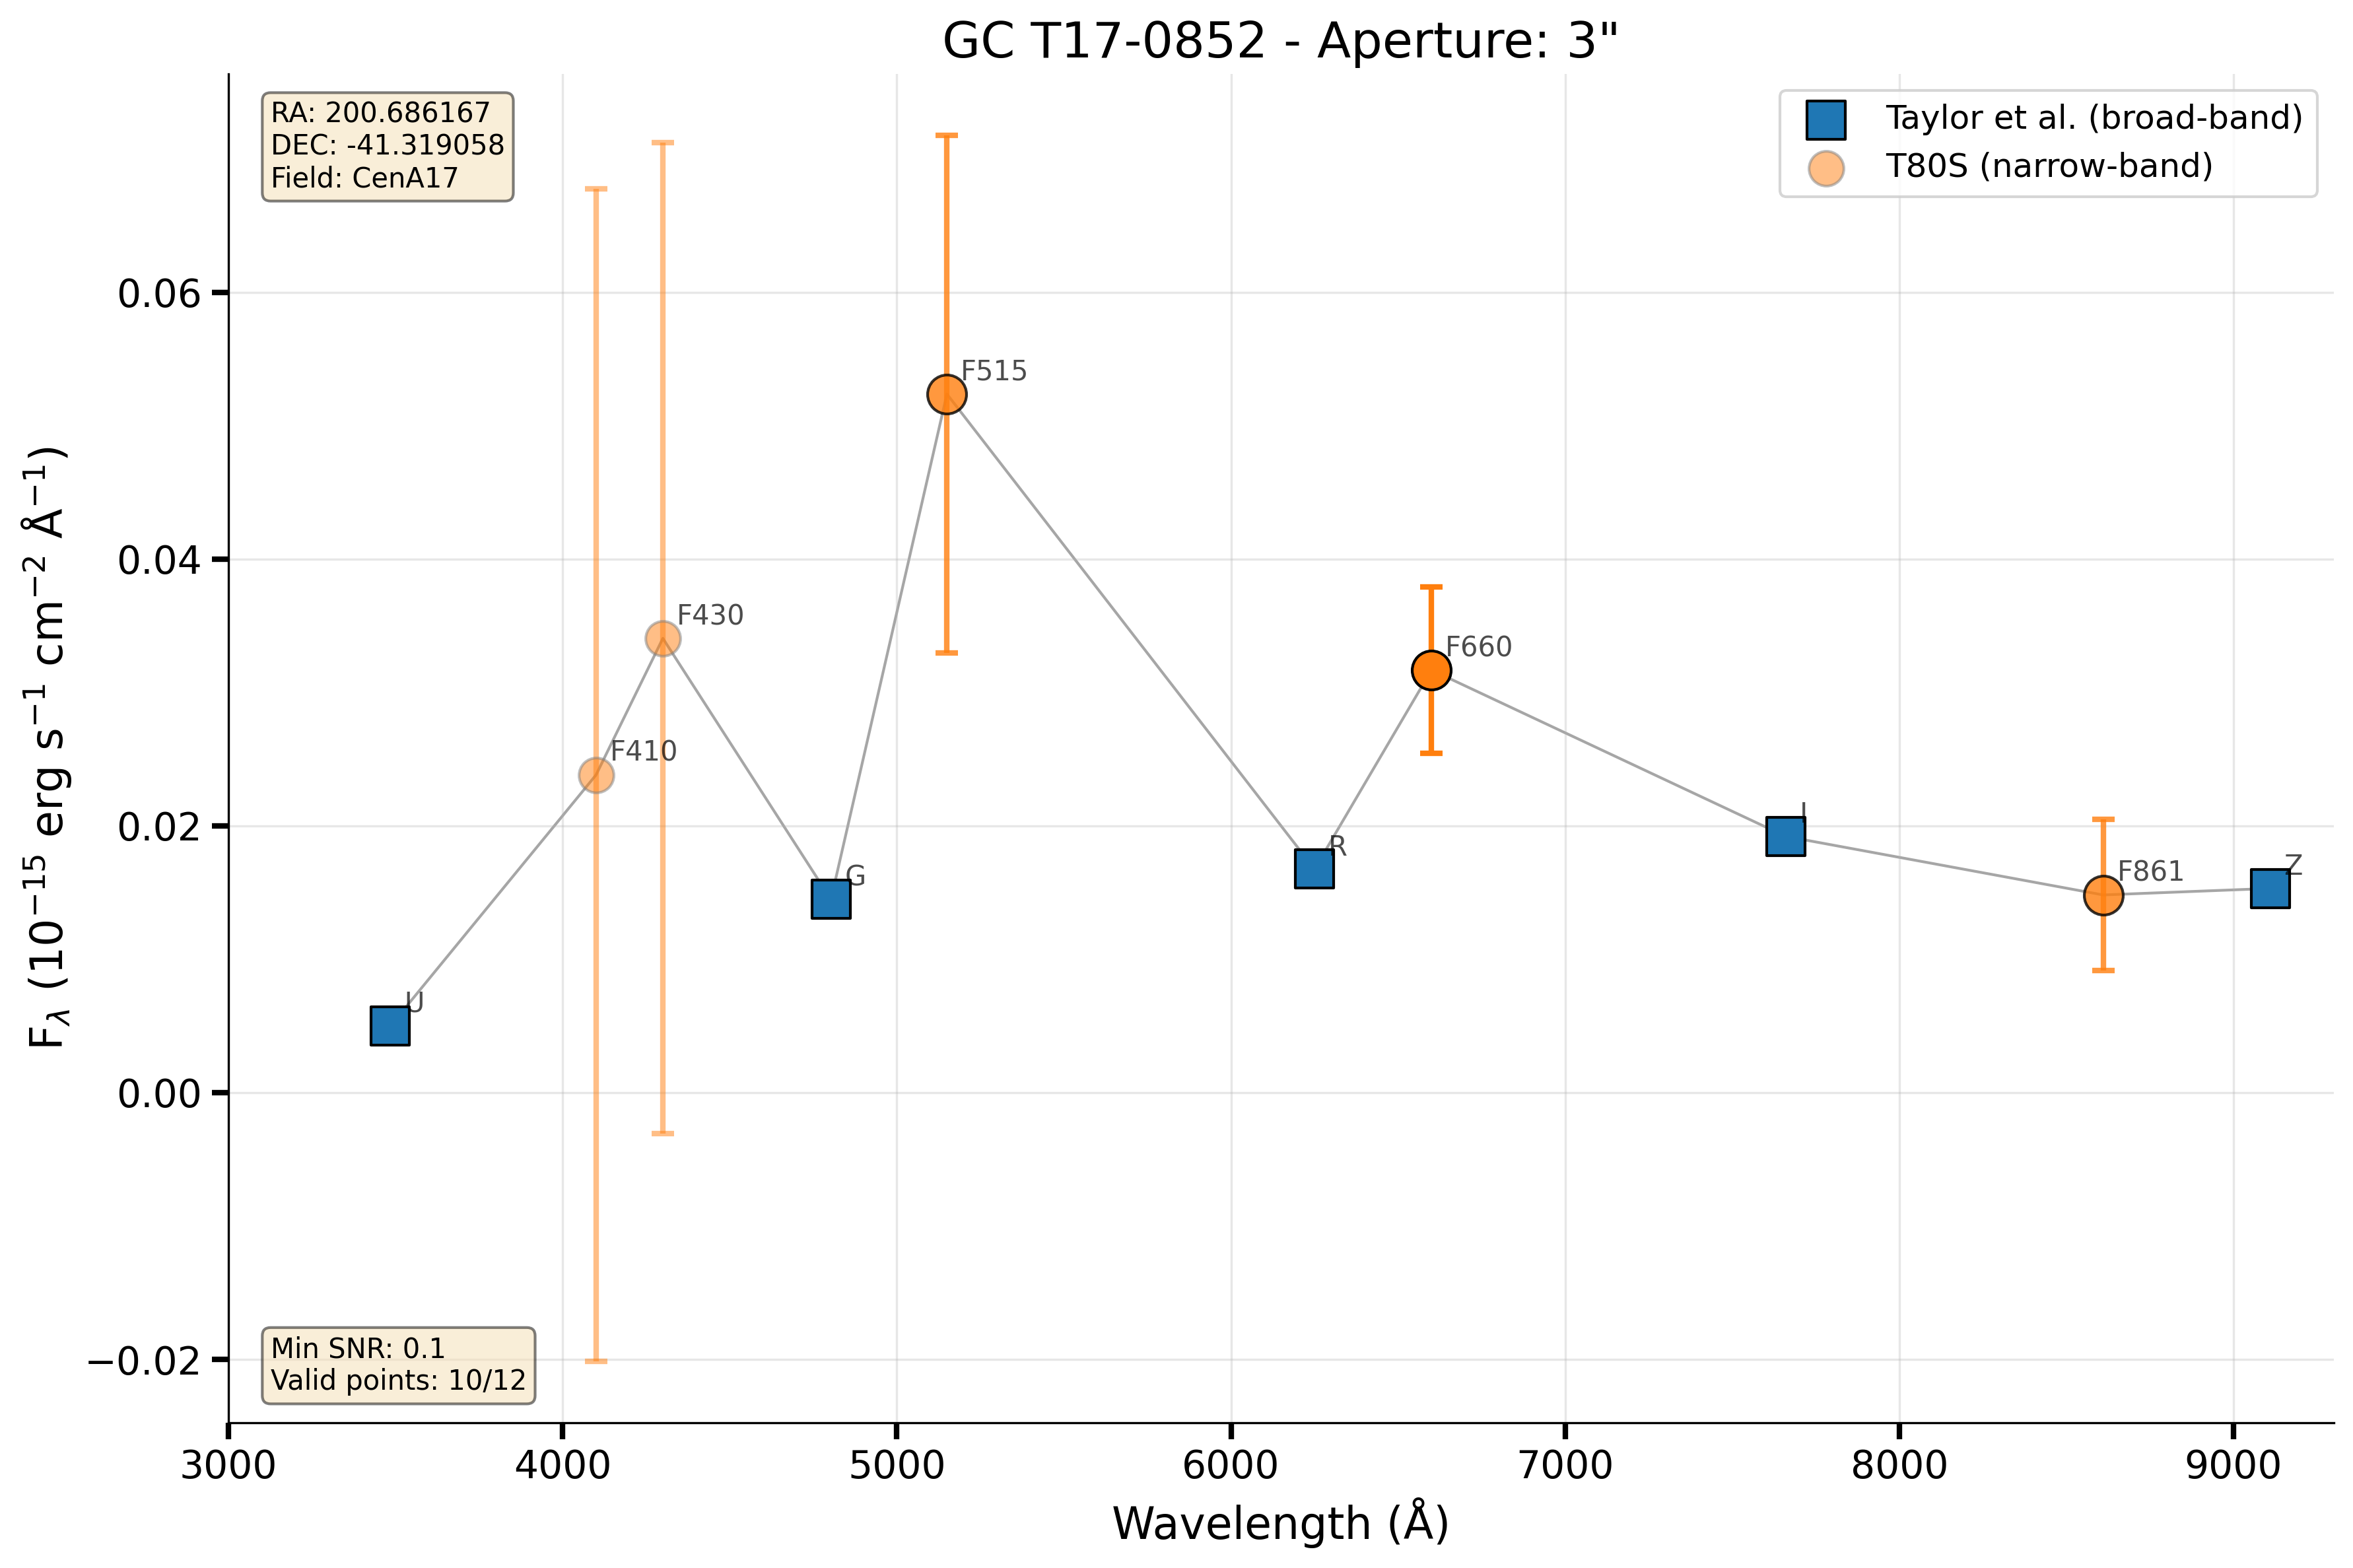 GC T17-0852 - Aperture: 3"
RA: 200.686167
DEC: -41.319058
Field: CenA17
Taylor et al. (broad-band)
T80S (narrow-band)
F515
F430
F660
F410
I
R
G
F861
Z
U
0.06
0.04
0.02
0.00
−0.02
F_λ (10⁻¹⁵ erg s⁻¹ cm⁻² Å⁻¹)
Min SNR: 0.1
Valid points: 10/12
3000 4000 5000 6000 7000 8000 9000
Wavelength (Å)